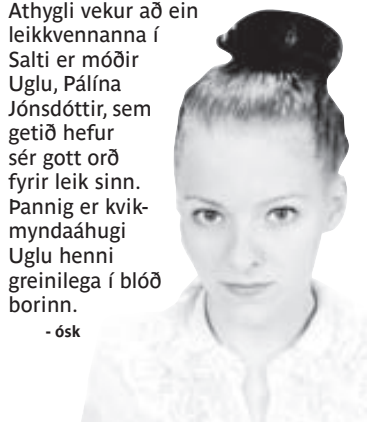 Athygli vekur að ein
leikkvennanna í
Salti er móðir
Uglu, Pálína
Jónsdóttir, sem
getið hefur
sér gott orð
fyrir leik sinn.
Þannig er kvik-
myndaáhugi
Uglu henni
greinilega í blóð
borinn.
- ósk